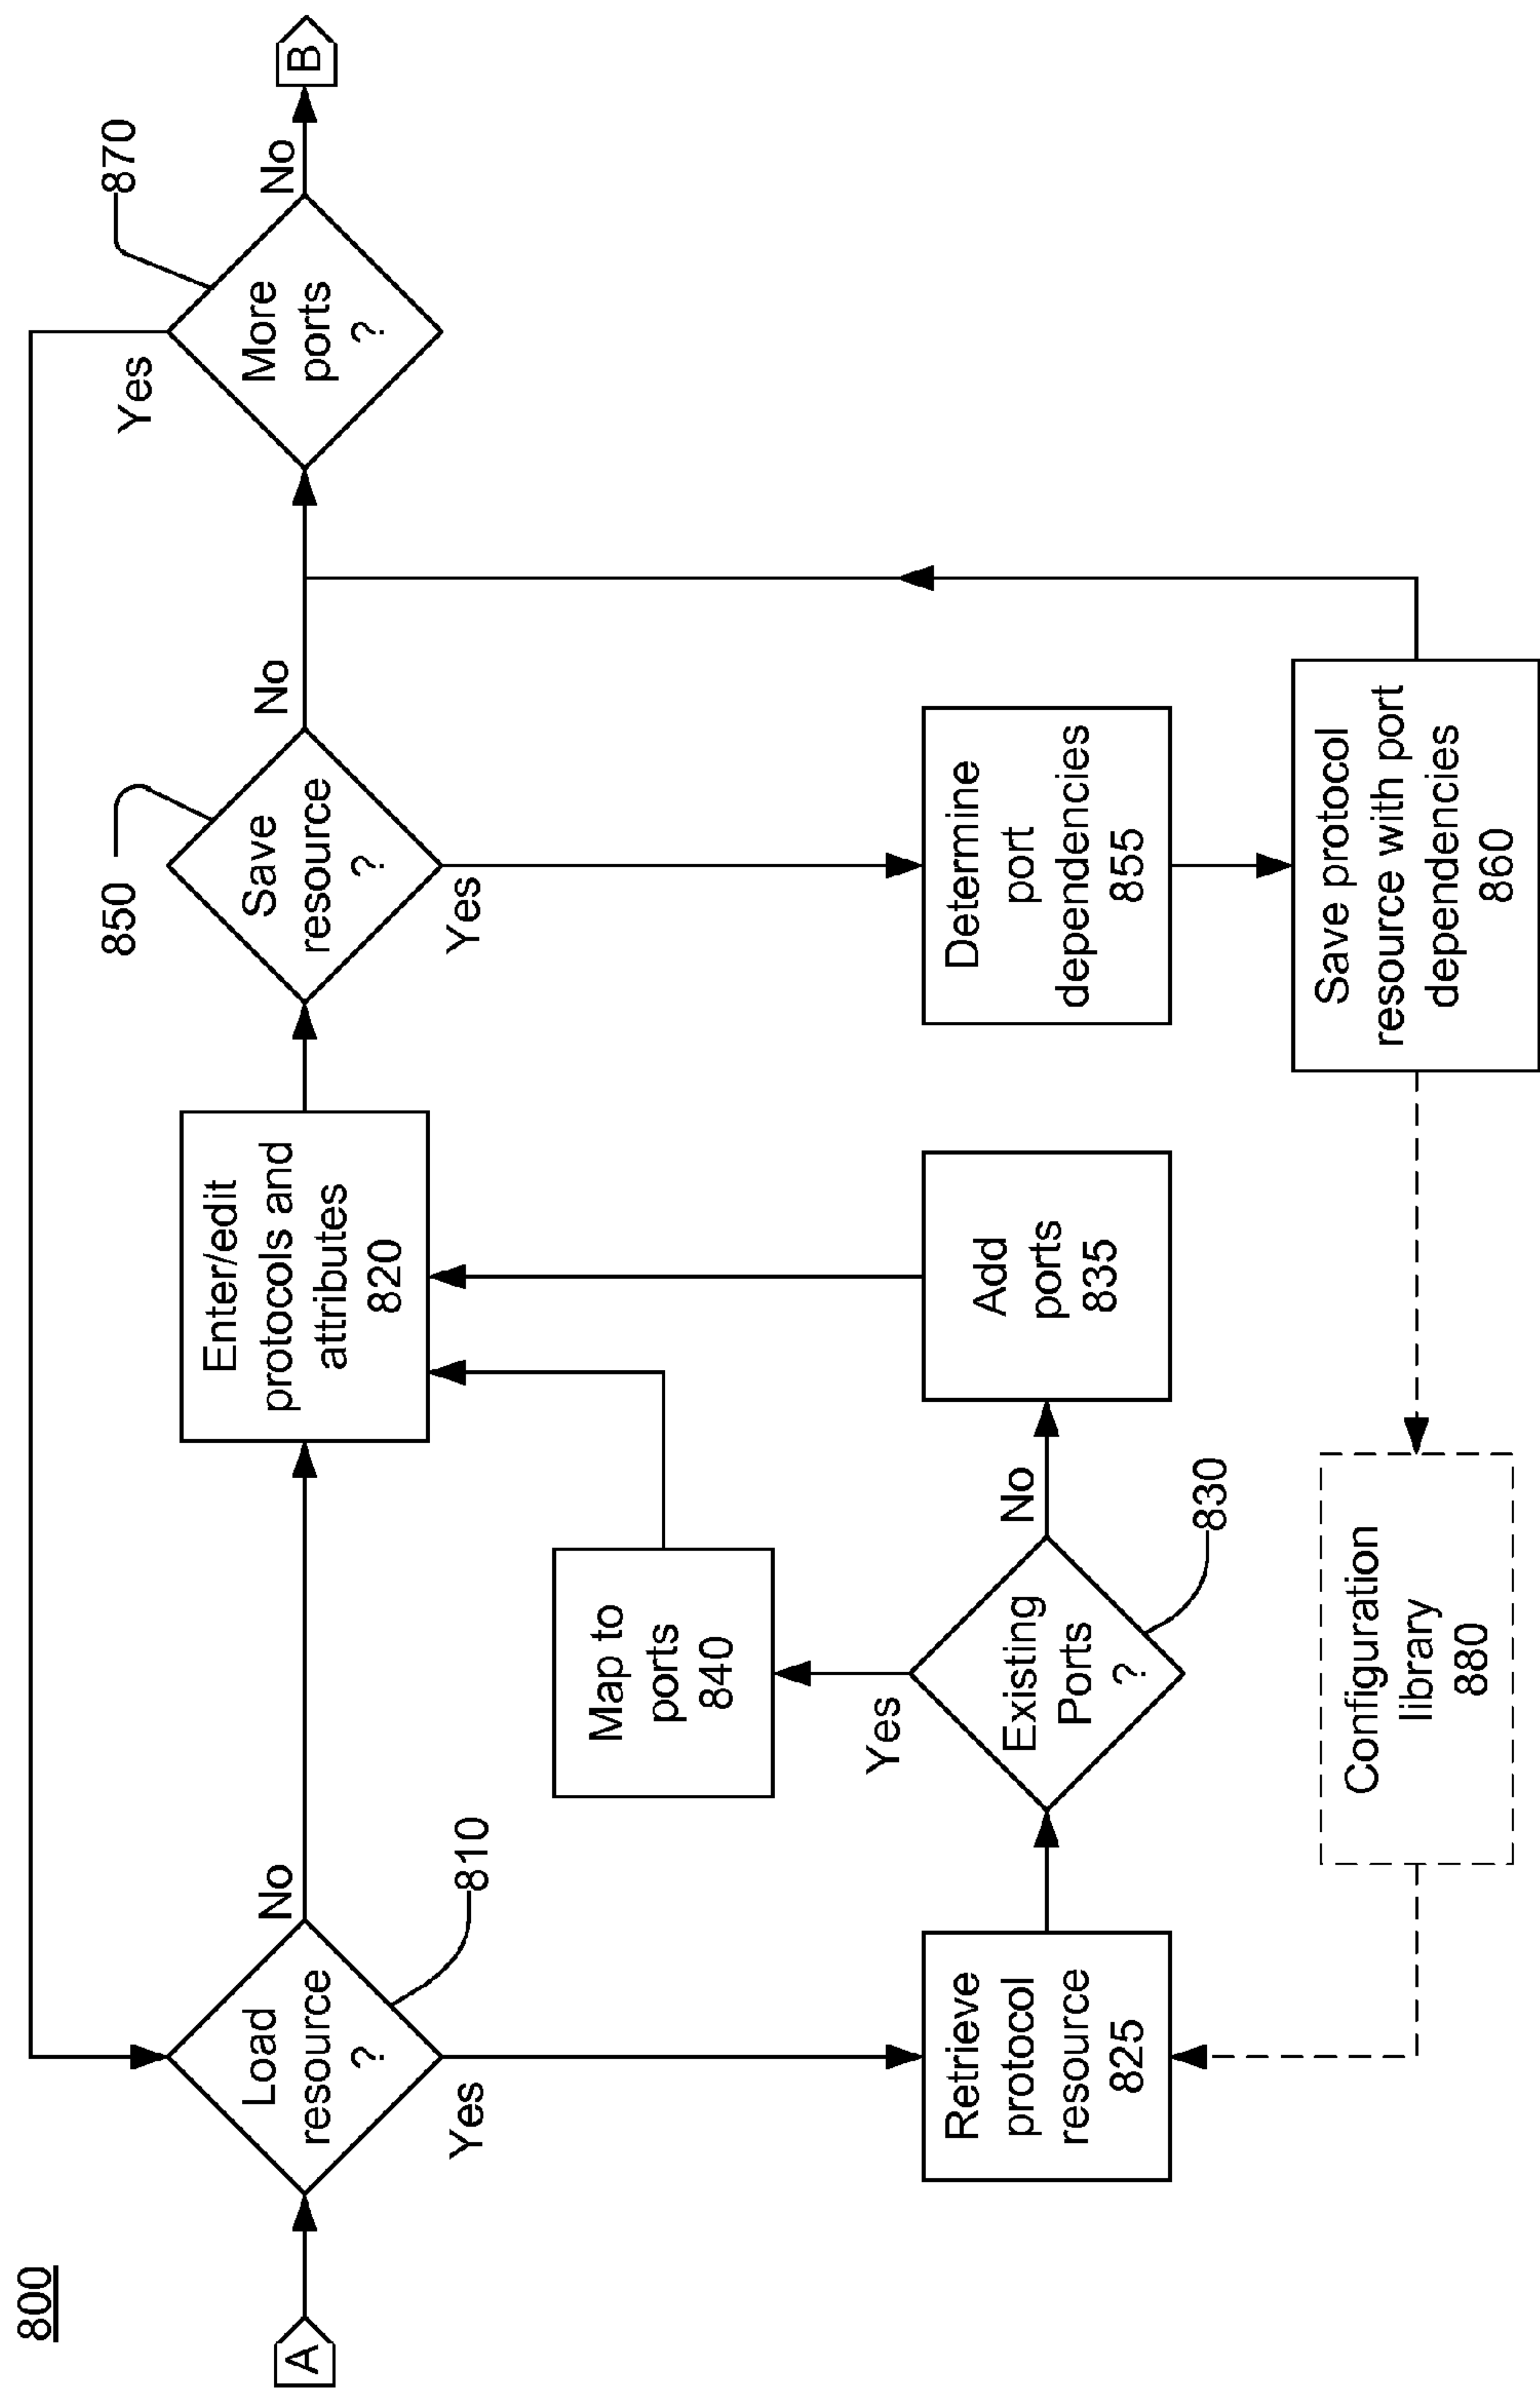 800
A
Load
resource
?
810
No
Yes
Enter/edit
protocols and
attributes
820
850
Save
resource
?
No
Yes
870
More
ports
?
Yes
No
B
Map to
ports
840
Retrieve
protocol
resource
825
Existing
Ports
?
830
Yes
No
Add
ports
835
Determine
port
dependencies
855
Configuration
library
880
Save protocol
resource with port
dependencies
860